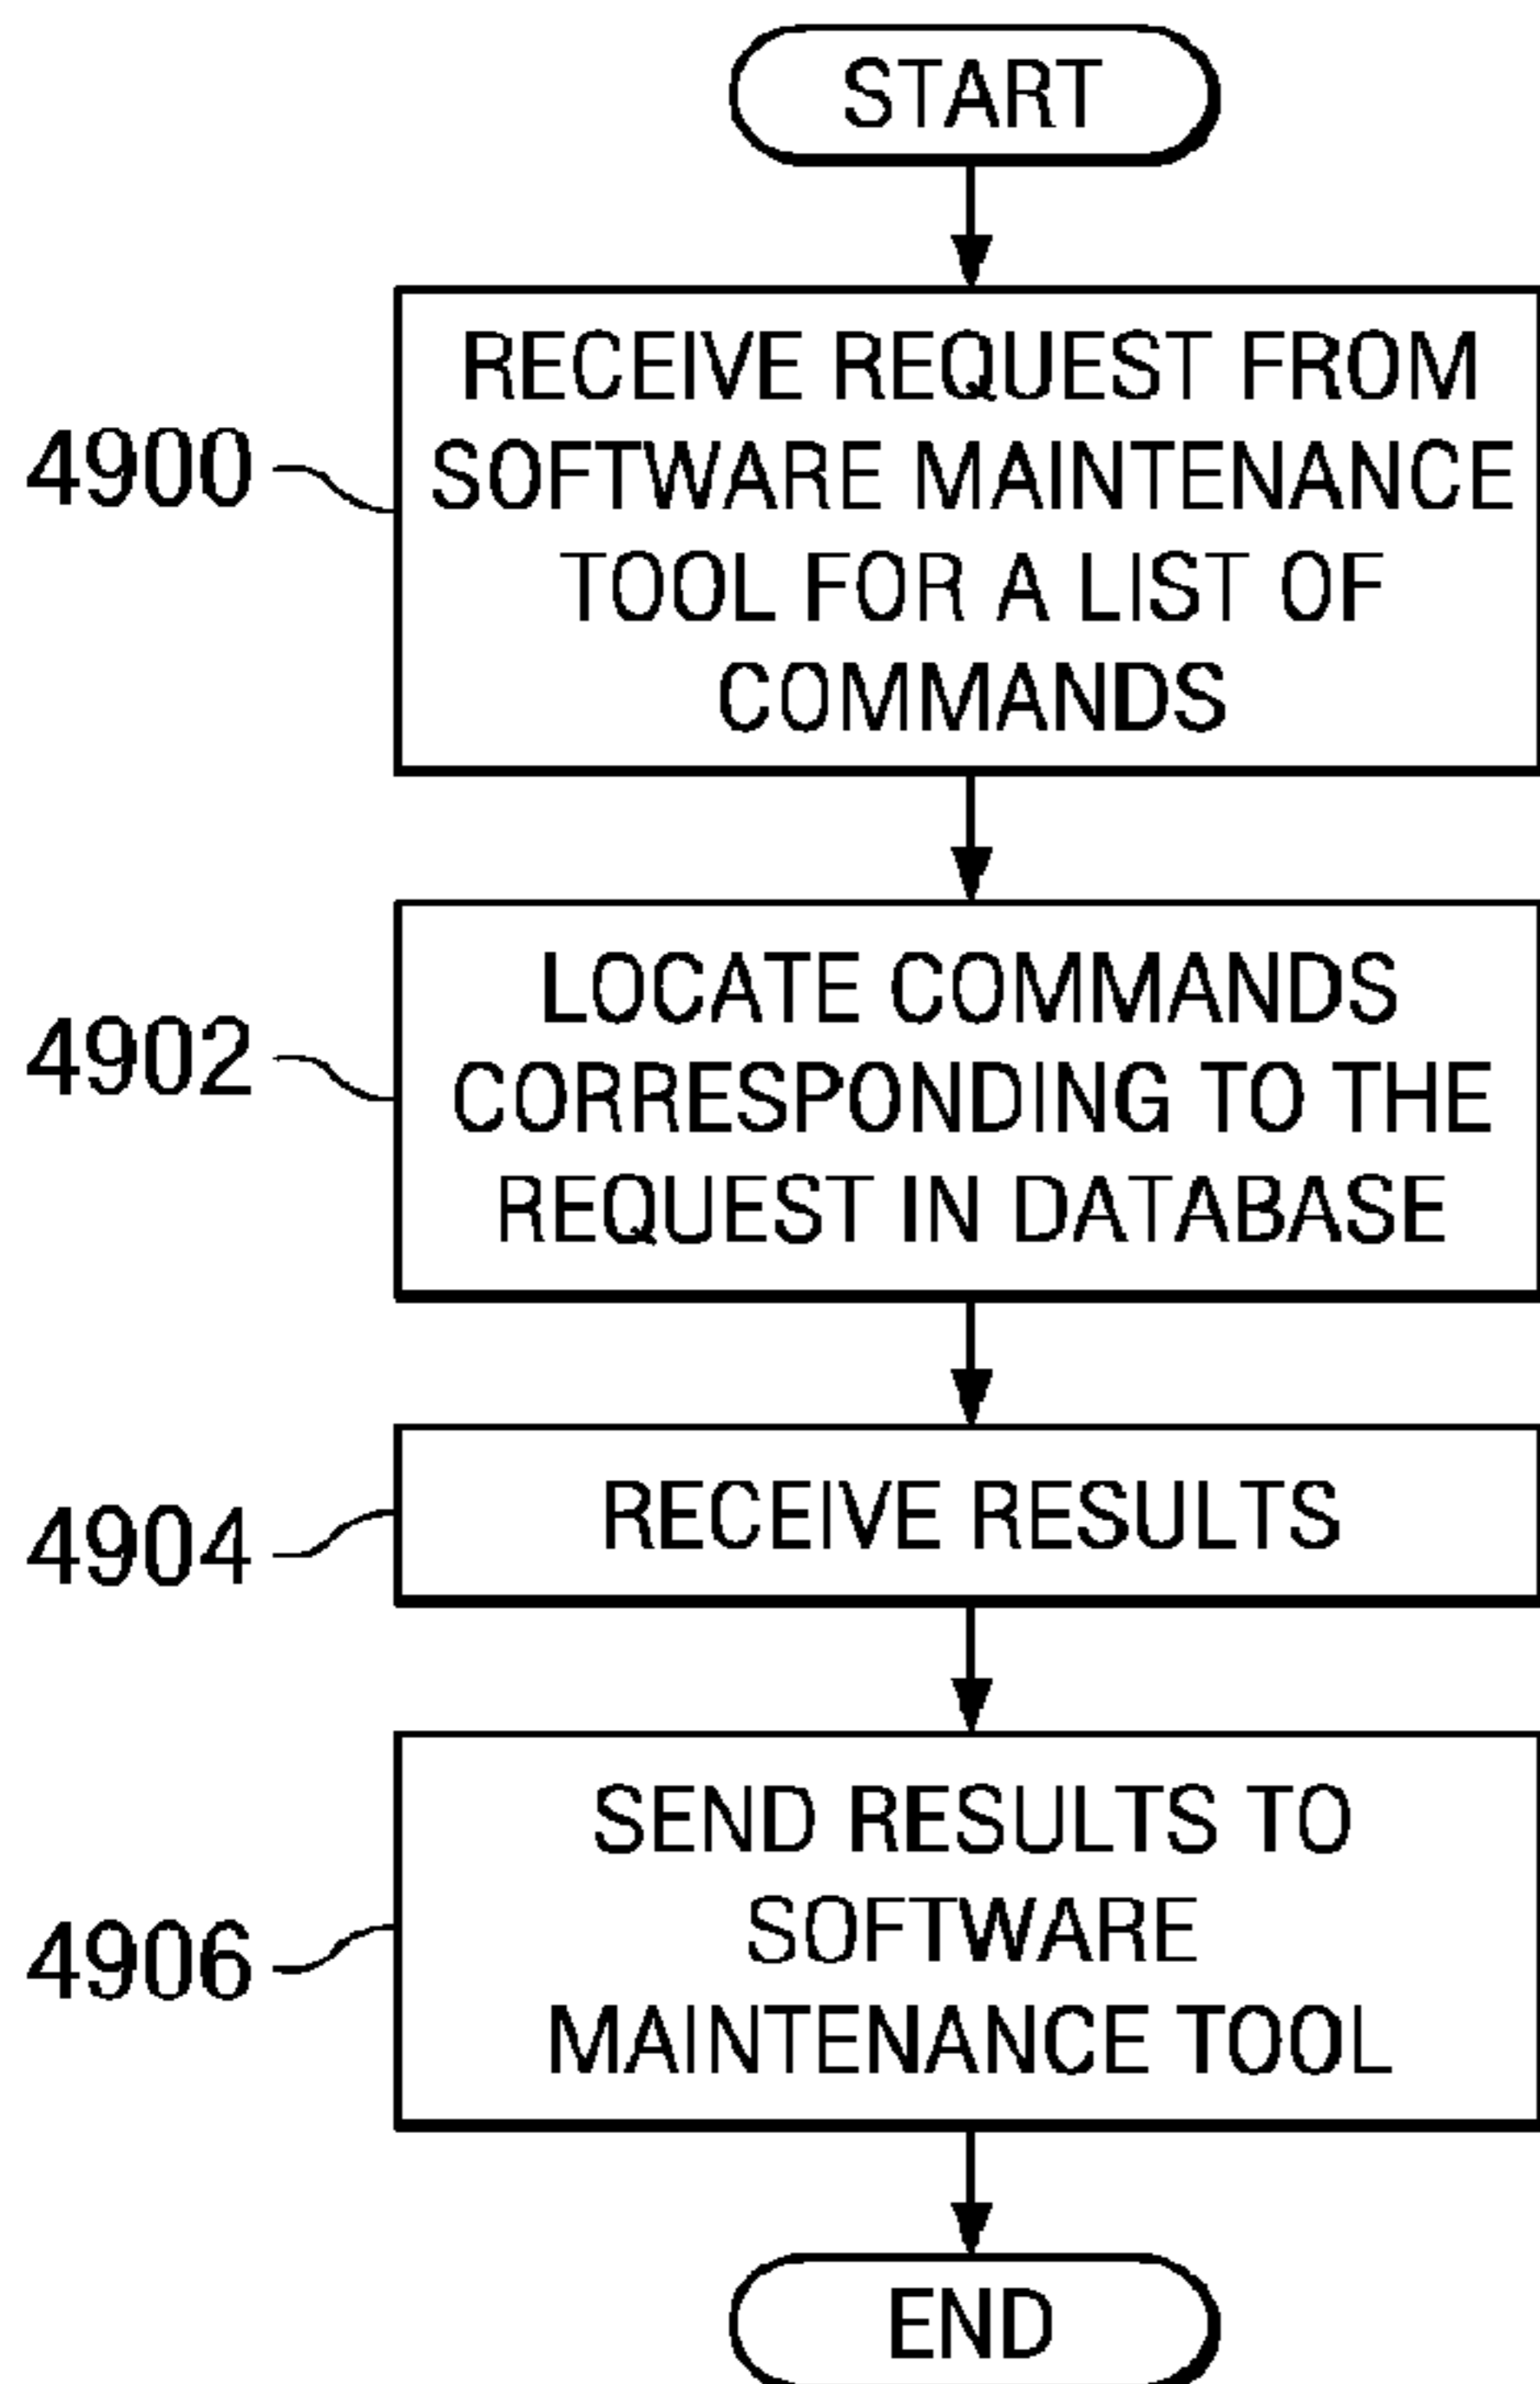 START
4900
RECEIVE REQUEST FROM
SOFTWARE MAINTENANCE
TOOL FOR A LIST OF
COMMANDS
4902
LOCATE COMMANDS
CORRESPONDING TO THE
REQUEST IN DATABASE
4904
RECEIVE RESULTS
4906
SEND RESULTS TO
SOFTWARE
MAINTENANCE TOOL
END